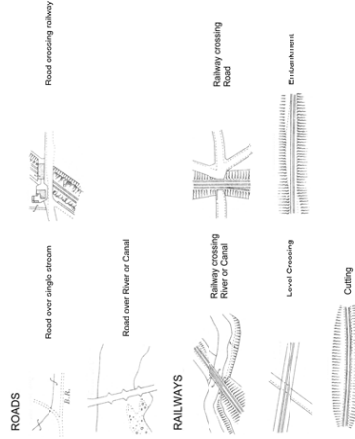 ROADS
Road over single stream
Road crossing railway
B.R.
Road over River or Canal
RAILWAYS
Railway crossing
River or Canal
Railway crossing
Road
Level Crossing
Embankment
Cutting